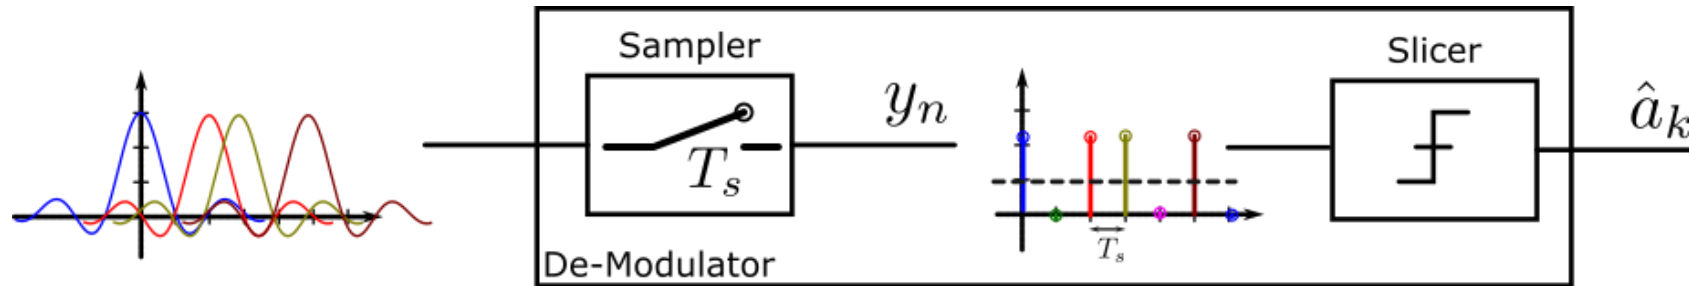 Sampler
Slicer
y_n
â_k
T_s
T_s
De-Modulator